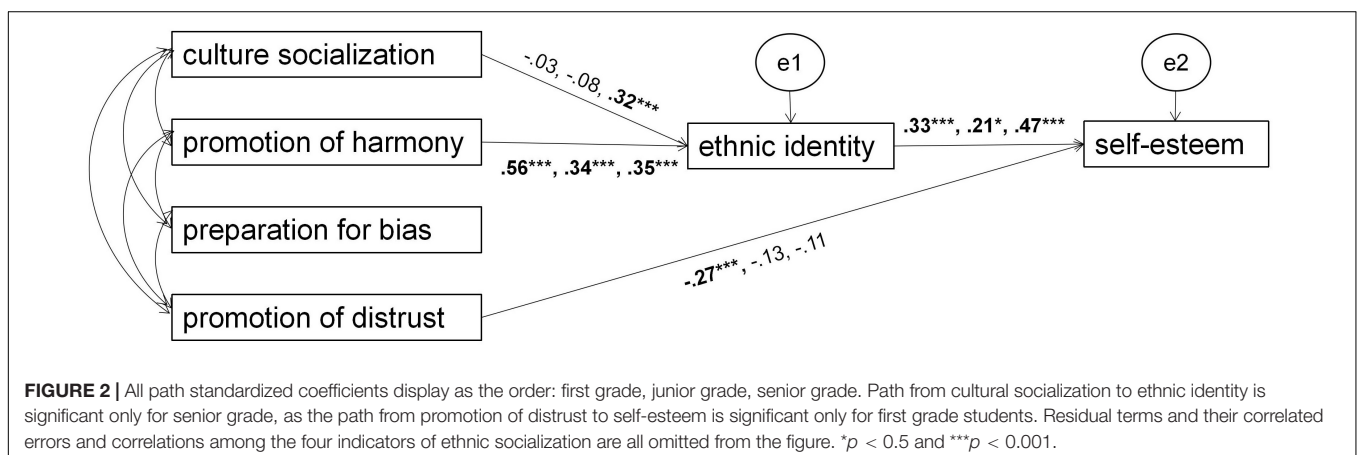 culture socialization
promotion of harmony
preparation for bias
promotion of distrust
-.03, -.08, .32***
.56***, .34***, .35***
e1
ethnic identity
.33***, .21*, .47***
-.27***, -.13, -.11
e2
self-esteem
FIGURE 2 | All path standardized coefficients display as the order: first grade, junior grade, senior grade. Path from cultural socialization to ethnic identity is
significant only for senior grade, as the path from promotion of distrust to self-esteem is significant only for first grade students. Residual terms and their correlated
errors and correlations among the four indicators of ethnic socialization are all omitted from the figure. *p < 0.5 and ***p < 0.001.